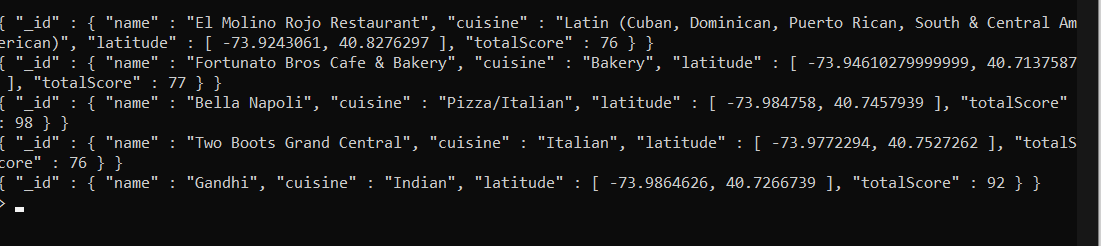 { "_id" : { "name" : "El Molino Rojo Restaurant", "cuisine" : "Latin (Cuban, Dominican, Puerto Rican, South & Central Am
erican)", "latitude" : [ -73.9243061, 40.8276297 ], "totalScore" : 76 } }
{ "_id" : { "name" : "Fortunato Bros Cafe & Bakery", "cuisine" : "Bakery", "latitude" : [ -73.94610279999999, 40.7137587
 ], "totalScore" : 77 } }
{ "_id" : { "name" : "Bella Napoli", "cuisine" : "Pizza/Italian", "latitude" : [ -73.984758, 40.7457939 ], "totalScore"
: 98 } }
{ "_id" : { "name" : "Two Boots Grand Central", "cuisine" : "Italian", "latitude" : [ -73.9772294, 40.7527262 ], "totalS
core" : 76 } }
{ "_id" : { "name" : "Gandhi", "cuisine" : "Indian", "latitude" : [ -73.9864626, 40.7266739 ], "totalScore" : 92 } }
>